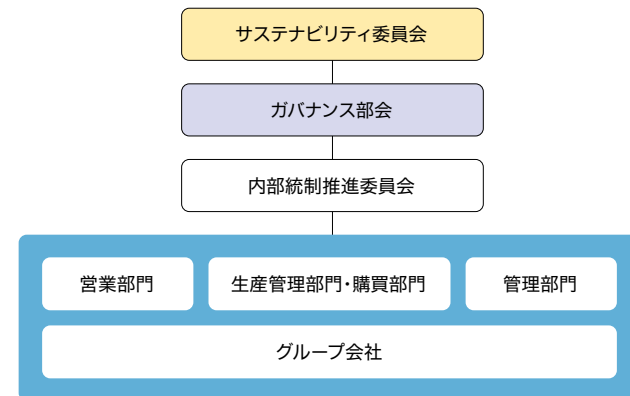 サステナビリティ委員会
ガバナンス部会
内部統制推進委員会
営業部門
生産管理部門・購買部門
管理部門
グループ会社